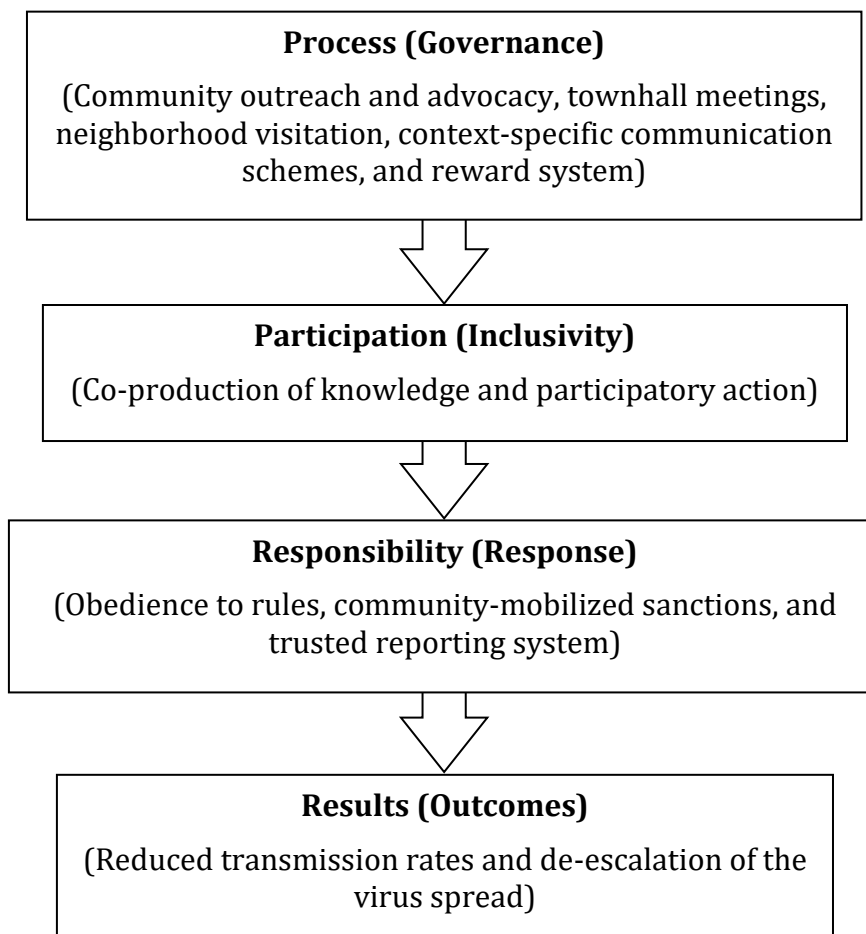 Process (Governance)
(Community outreach and advocacy, townhall meetings,
neighborhood visitation, context-specific communication
schemes, and reward system)
Participation (Inclusivity)
(Co-production of knowledge and participatory action)
Responsibility (Response)
(Obedience to rules, community-mobilized sanctions, and
trusted reporting system)
Results (Outcomes)
(Reduced transmission rates and de-escalation of the
virus spread)